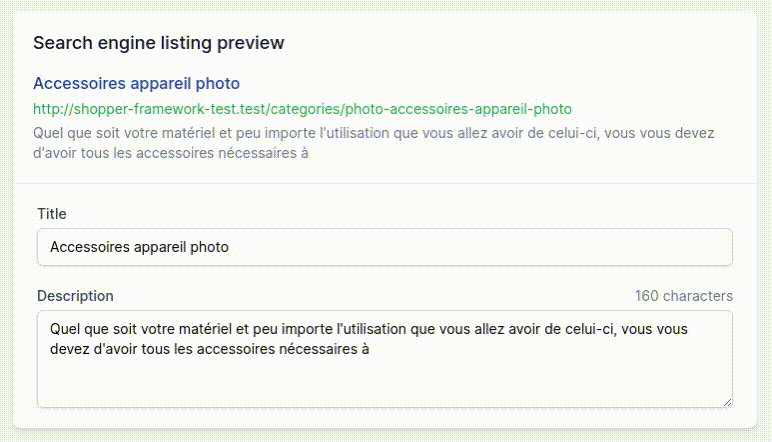 Search engine listing preview
Accessoires appareil photo
http://shopper-framework-test.test/categories/photo-accessoires-appareil-photo
Quel que soit votre matériel et peu importe l'utilisation que vous allez avoir de celui-ci, vous vous devez
d'avoir tous les accessoires nécessaires à
Title
Accessoires appareil photo
Description
160 characters
Quel que soit votre matériel et peu importe l'utilisation que vous allez avoir de celui-ci, vous vous
devez d'avoir tous les accessoires nécessaires à